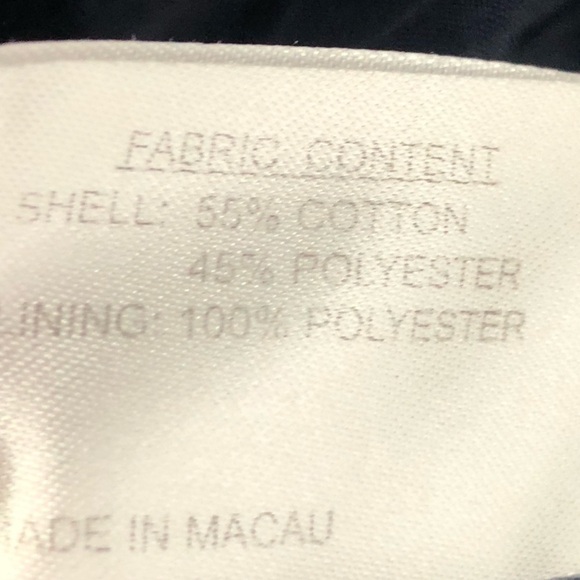 FABRIC CONTENT
SHELL: 55% COTTON
45% POLYESTER
LINING: 100% POLYESTER
MADE IN MACAU